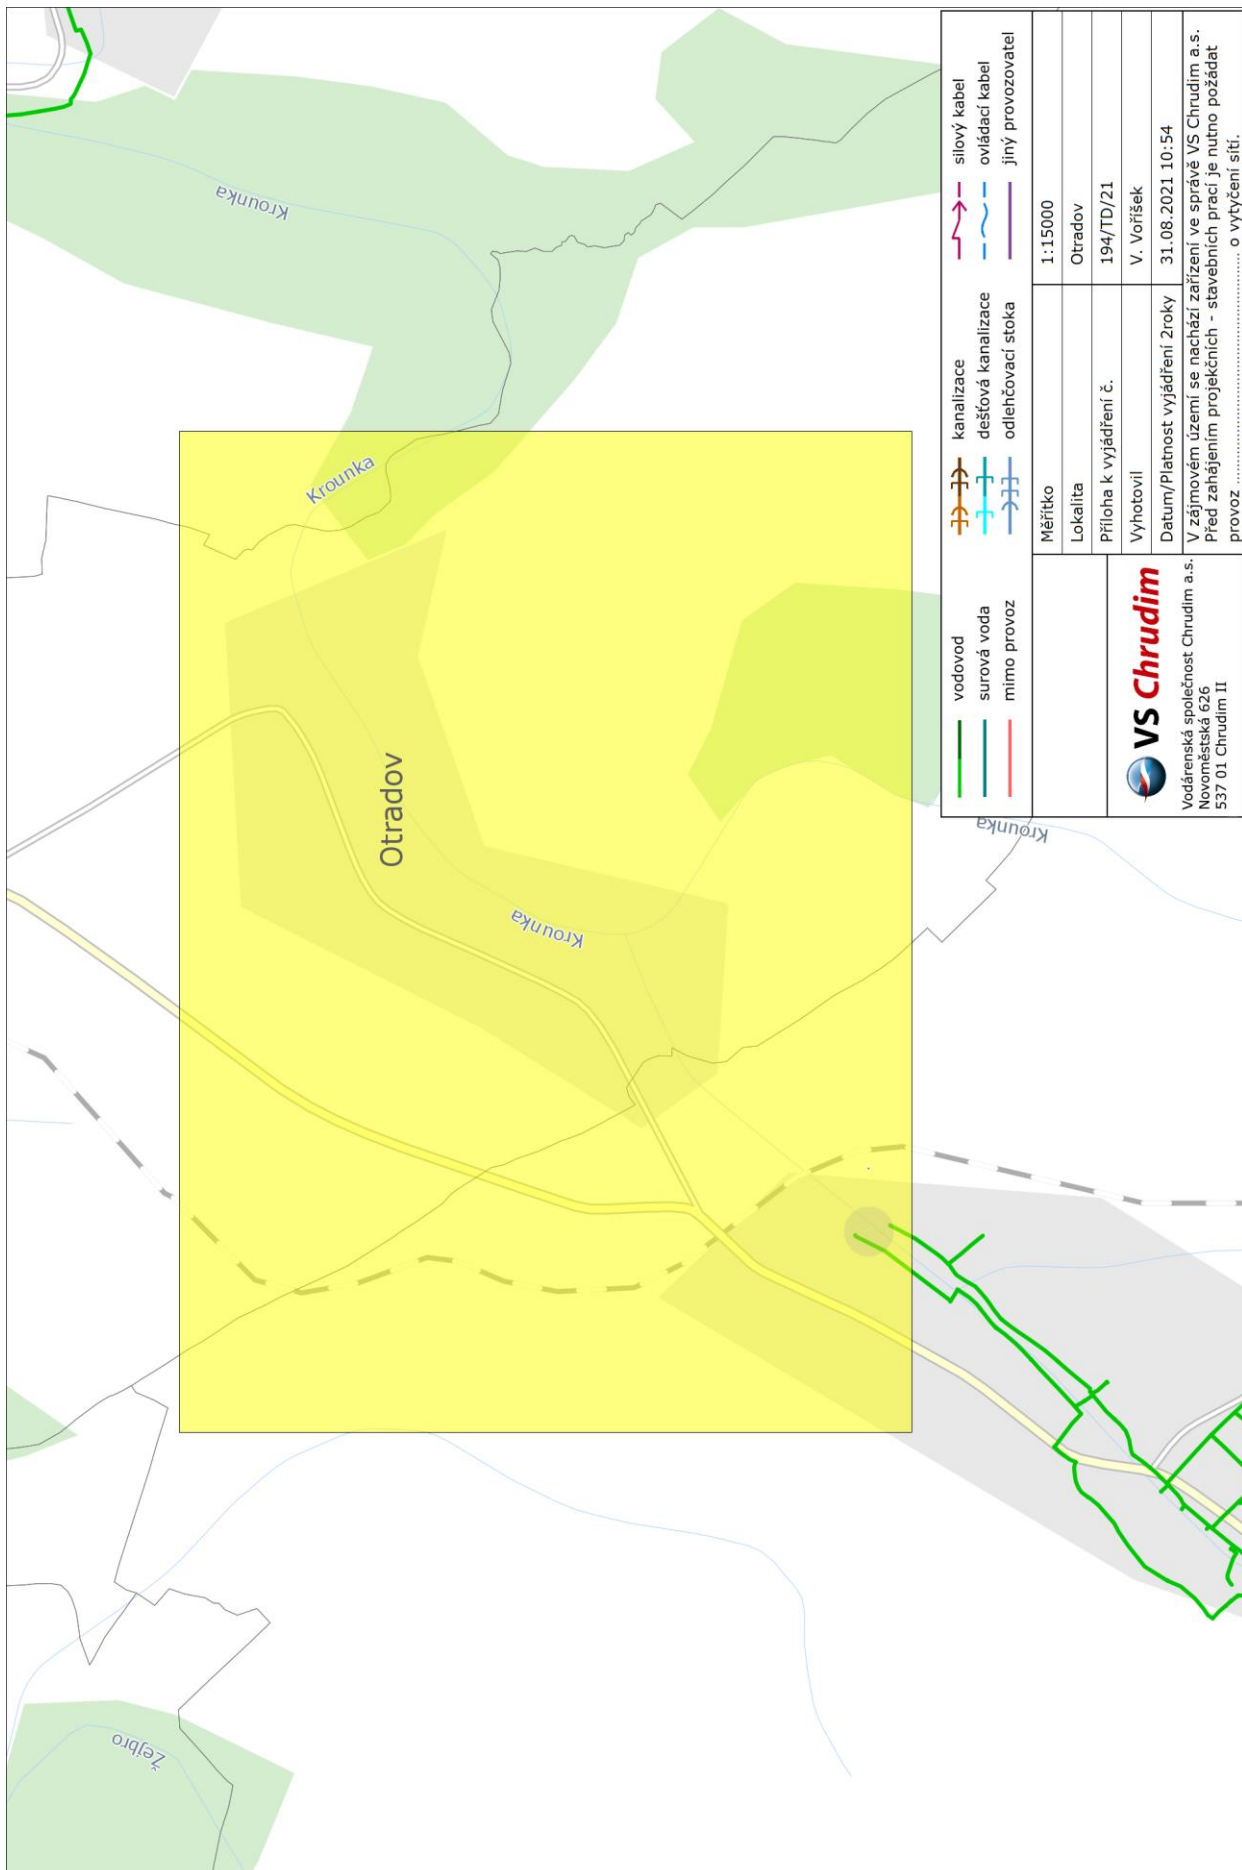 Žejbro
Krounka
Krounka
Otradov
Krounka
Krounka
vodovod
surová voda
mimo provoz
kanalizace
dešťová kanalizace
odlehčovací stoka
silový kabel
ovládací kabel
jiný provozovatel
Měřítko 1:15000
Lokalita Otradov
Příloha k vyjádření č. 194/TD/21
Vyhotovil V. Voříšek
Datum/Platnost vyjádření 2roky 31.08.2021 10:54
VS Chrudim
Vodárenská společnost Chrudim a.s.
Novoměstská 626
537 01 Chrudim II
V zájmovém území se nachází zařízení ve správě VS Chrudim a.s.
Před zahájením projekčních - stavebních prací je nutno požádat
provoz ........................................ o vytyčení sítí.